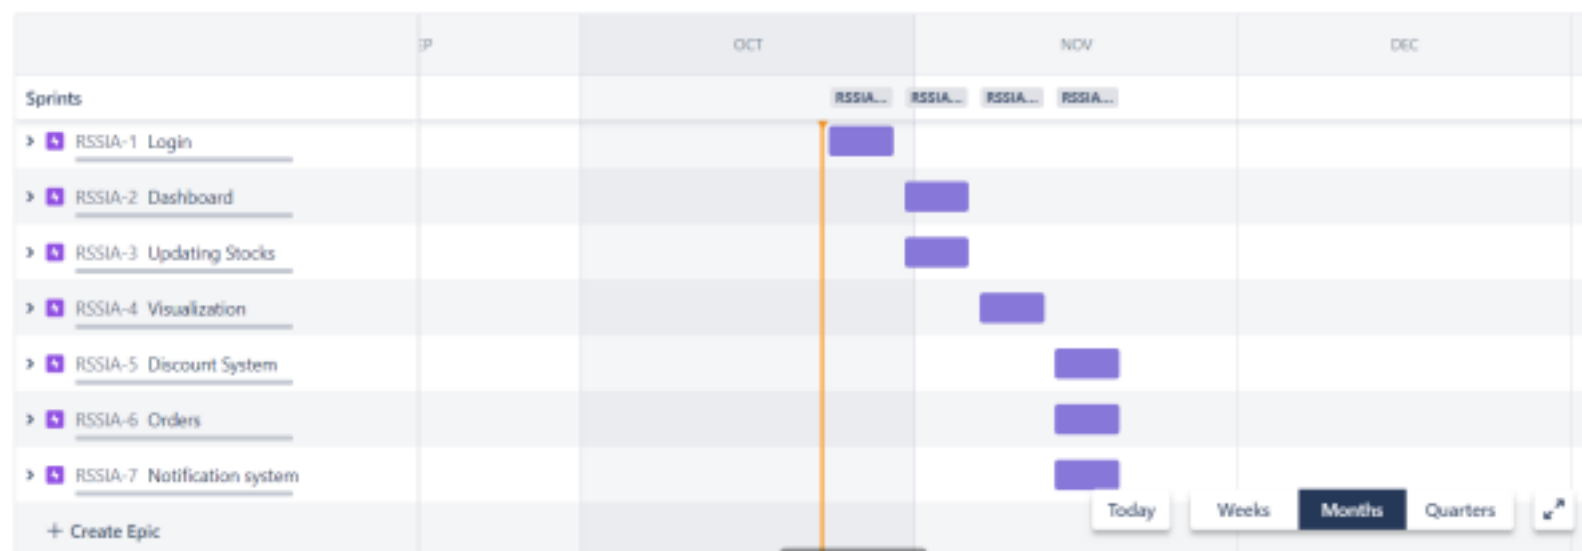 EP OCT NOV DEC
Sprints RSSIA... RSSIA... RSSIA... RSSIA...
RSSIA-1 Login
RSSIA-2 Dashboard
RSSIA-3 Updating Stocks
RSSIA-4 Visualization
RSSIA-5 Discount System
RSSIA-6 Orders
RSSIA-7 Notification system
Today Weeks Months Quarters
+ Create Epic